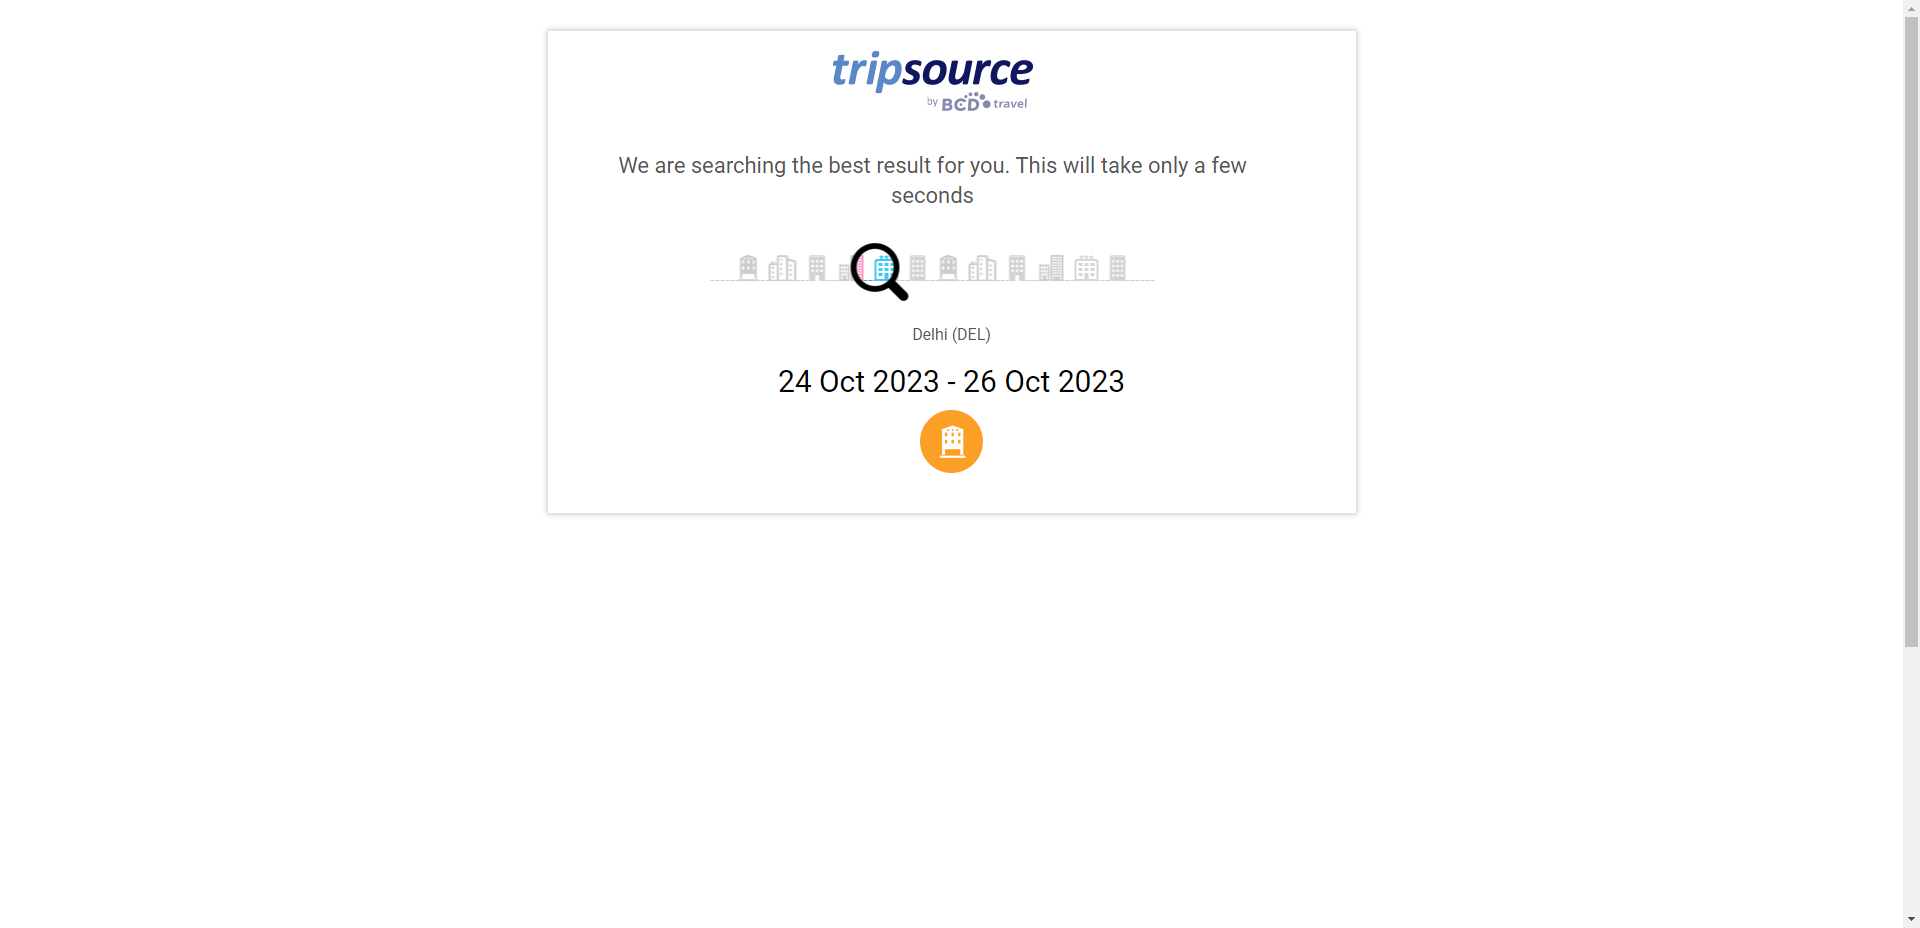 tripsource
by BCD travel
We are searching the best result for you. This will take only a few
seconds
Delhi (DEL)
24 Oct 2023 - 26 Oct 2023